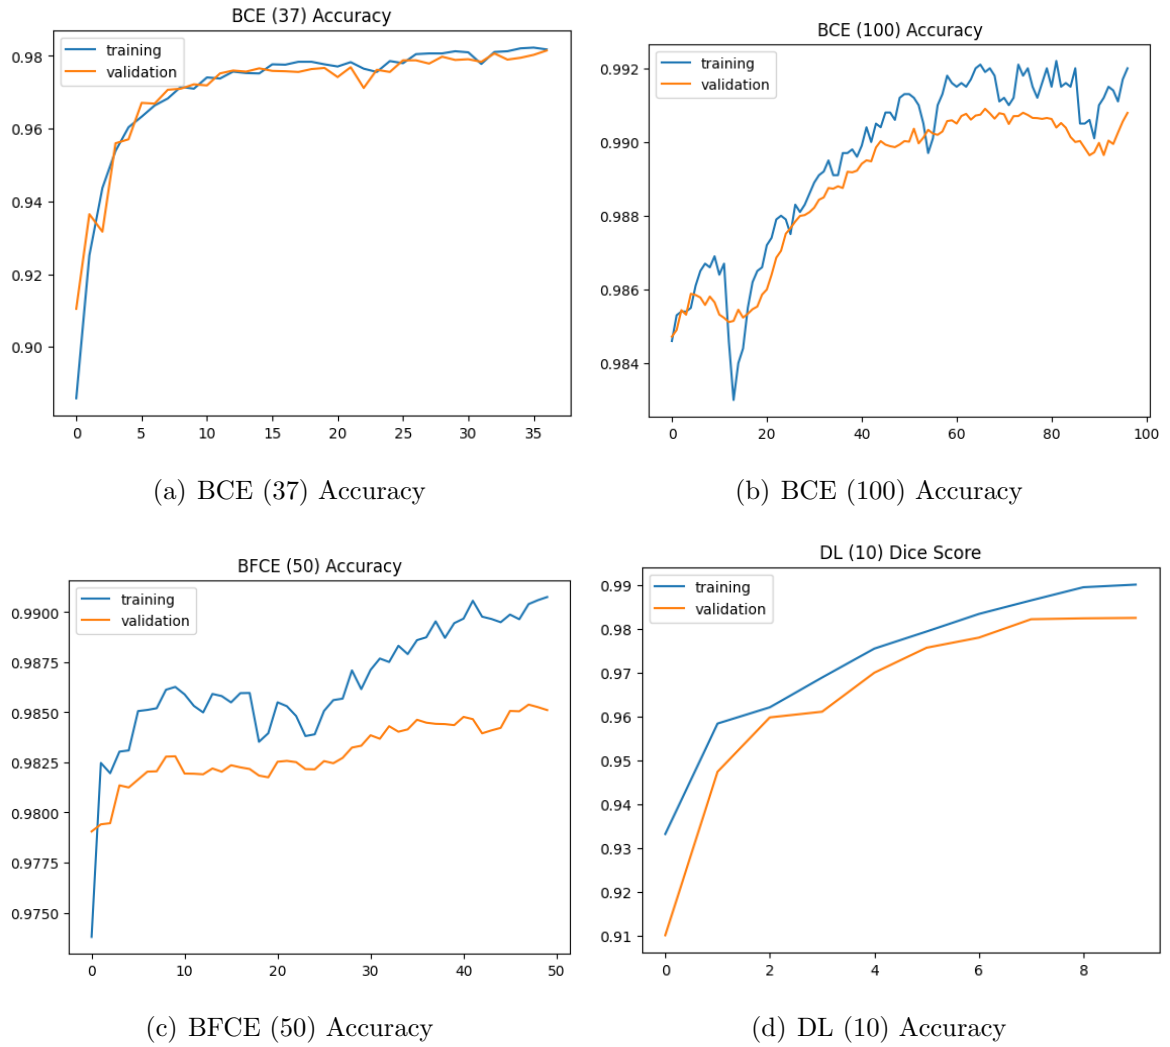 BCE (37) Accuracy
training
validation
0.98
0.96
0.94
0.92
0.90
0 5 10 15 20 25 30 35
(a) BCE (37) Accuracy
BCE (100) Accuracy
training
validation
0.992
0.990
0.988
0.986
0.984
0 20 40 60 80 100
(b) BCE (100) Accuracy
BFCE (50) Accuracy
training
validation
0.9900
0.9875
0.9850
0.9825
0.9800
0.9775
0.9750
0 10 20 30 40 50
(c) BFCE (50) Accuracy
DL (10) Dice Score
training
validation
0.99
0.98
0.97
0.96
0.95
0.94
0.93
0.92
0.91
0 2 4 6 8
(d) DL (10) Accuracy